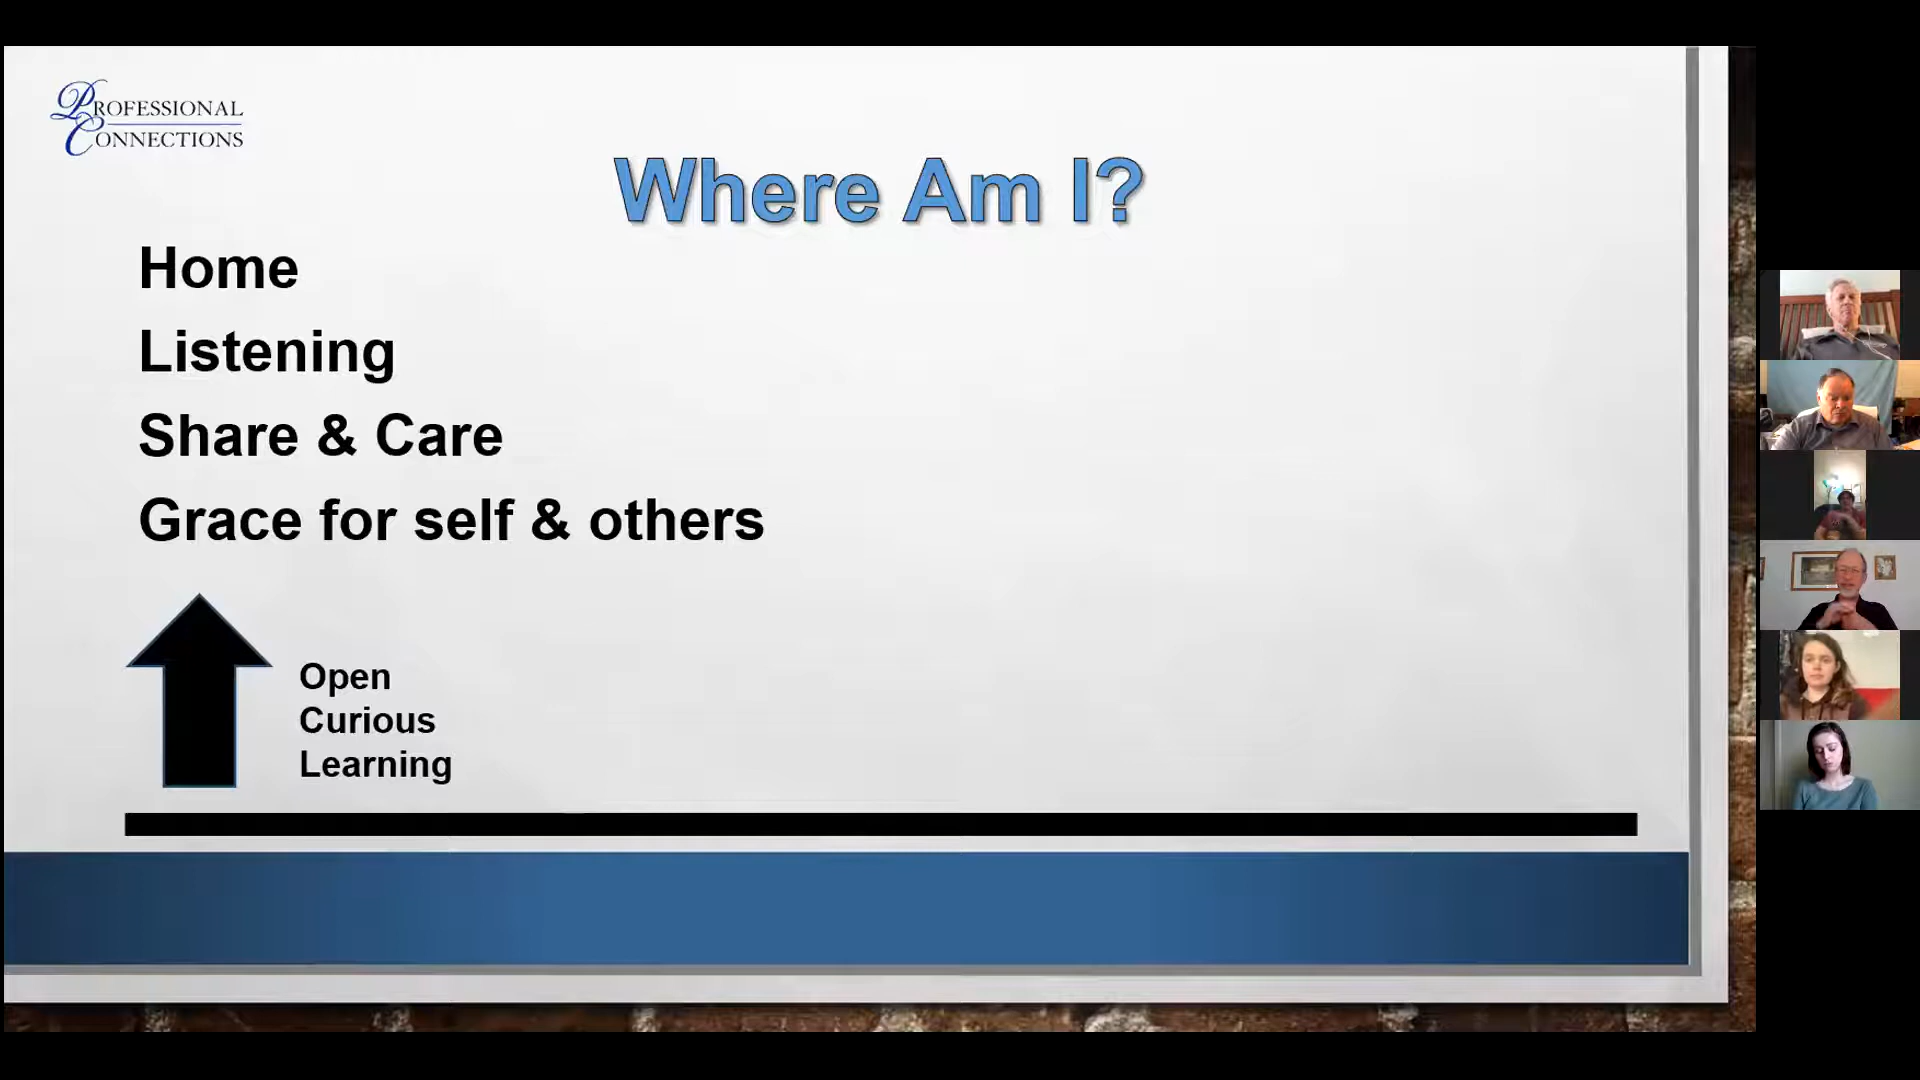 PROFESSIONAL
CONNECTIONS
Where Am I?
Home
Listening
Share & Care
Grace for self & others
Open
Curious
Learning